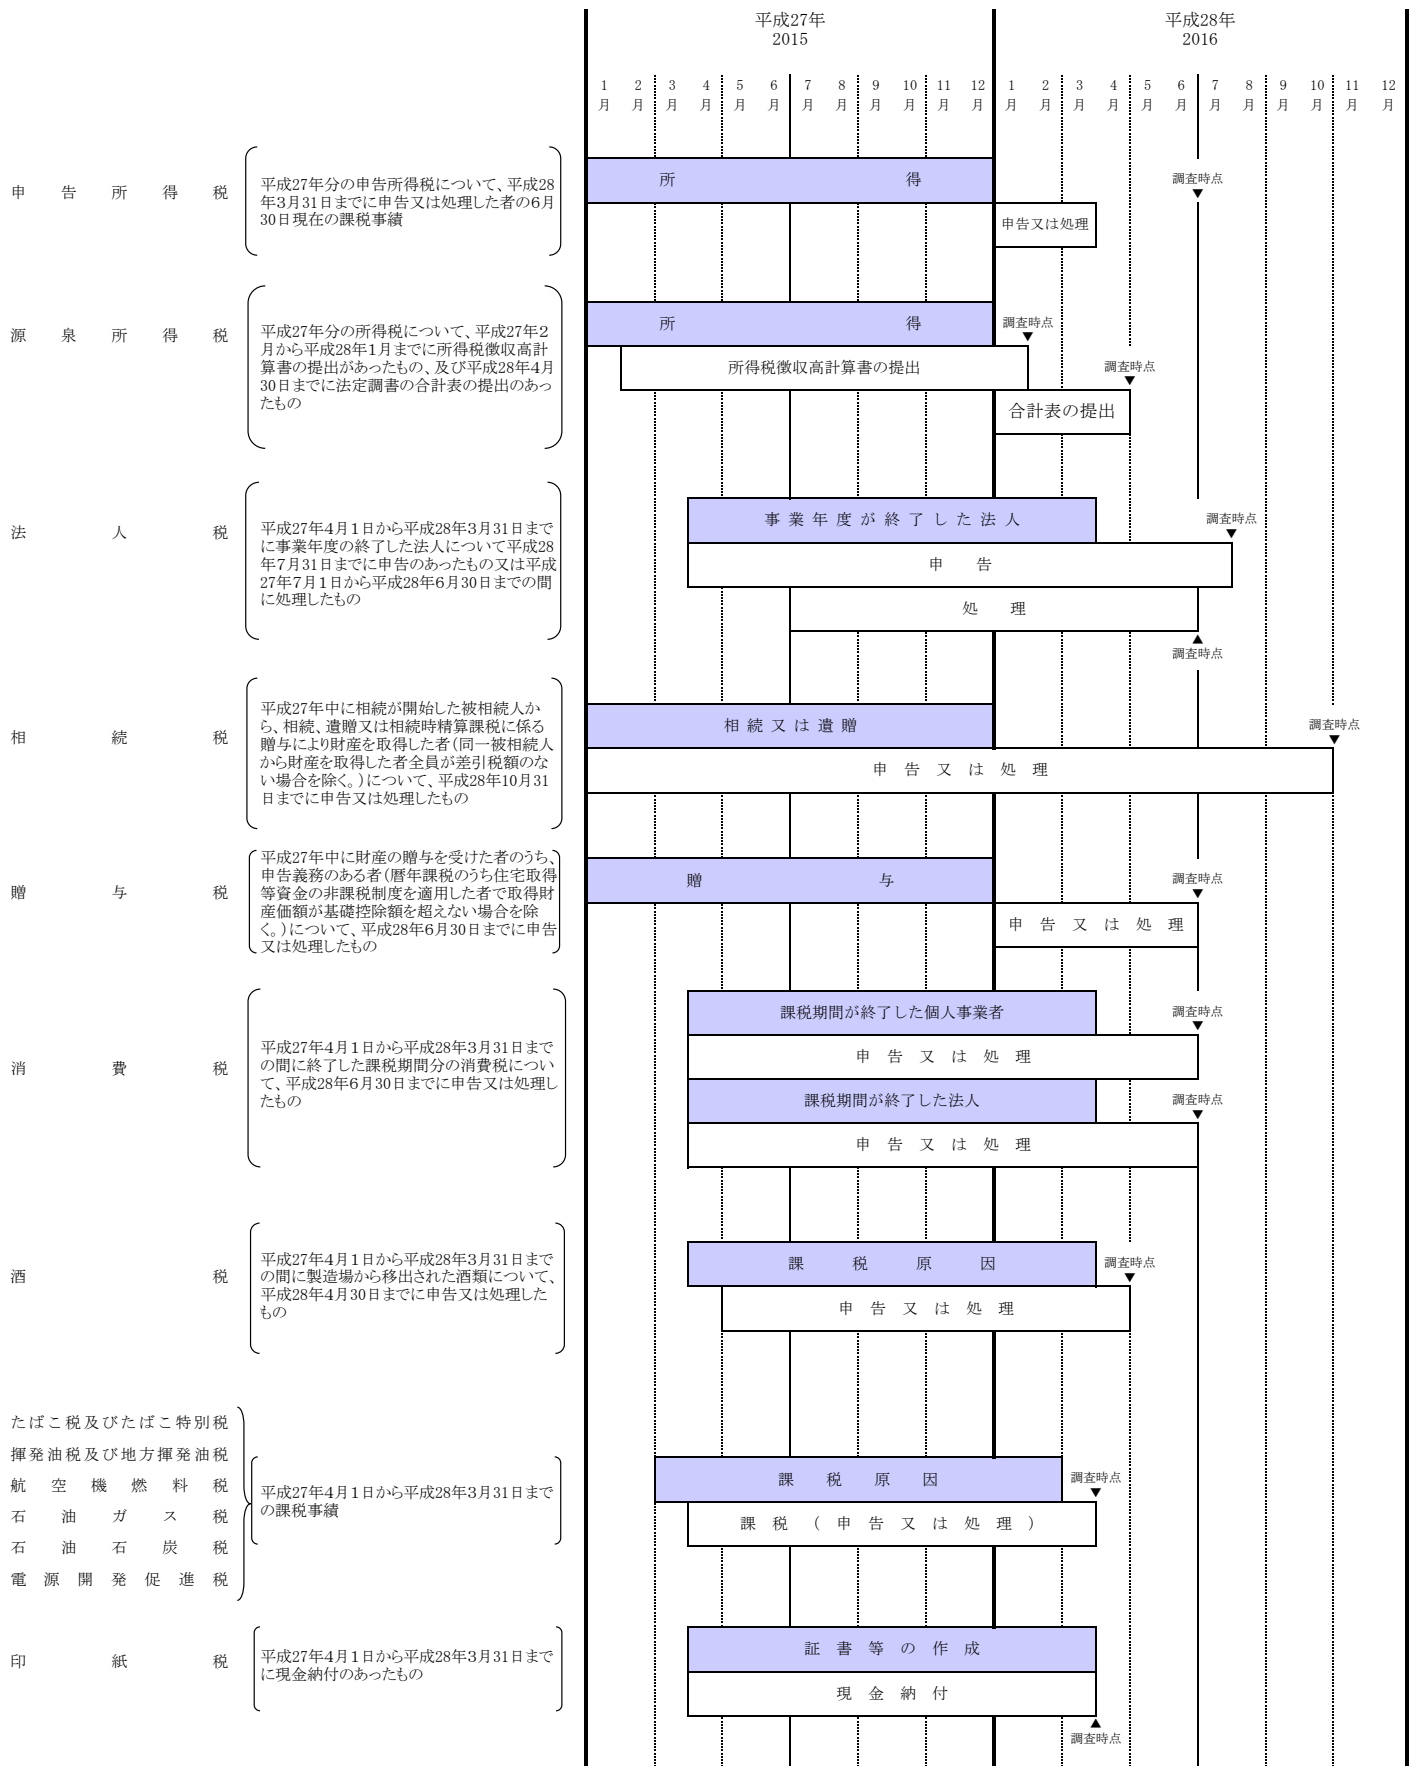 平成27年
2015
平成28年
2016
1 2 3 4 5 6 7 8 9 10 11 12 1 2 3 4 5 6 7 8 9 10 11 12
月 月 月 月 月 月 月 月 月 月 月 月 月 月 月 月 月 月 月 月 月 月 月 月
申告所得税
平成27年分の申告所得税について、平成28
年3月31日までに申告又は処理した者の6月
30日現在の課税事績
所得
調査時点
申告又は処理
源泉所得税
平成27年分の所得税について、平成27年2
月から平成28年1月までに所得税徴収高計
算書の提出があったもの、及び平成28年4月
30日までに法定調書の合計表の提出のあっ
たもの
所得
調査時点
所得税徴収高計算書の提出
調査時点
合計表の提出
法人税
平成27年4月1日から平成28年3月31日まで
に事業年度の終了した法人について平成28
年7月31日までに申告のあったもの又は平成
27年7月1日から平成28年6月30日までの間
に処理したもの
事業年度が終了した法人
調査時点
申告
処理
調査時点
相続税
平成27年中に相続が開始した被相続人か
ら、相続、遺贈又は相続時精算課税に係る
贈与により財産を取得した者(同一被相続人
から財産を取得した者全員が差引税額のな
い場合を除く。)について、平成28年10月31
日までに申告又は処理したもの
相続又は遺贈
調査時点
申告又は処理
贈与税
平成27年中に財産の贈与を受けた者のうち、
申告義務のある者(暦年課税のうち住宅取得
等資金の非課税制度を適用した者で取得財
産価額が基礎控除額を超えない場合を除
く。)について、平成28年6月30日までに申告
又は処理したもの
贈与
調査時点
申告又は処理
消費税
平成27年4月1日から平成28年3月31日まで
の間に終了した課税期間分の消費税につい
て、平成28年6月30日までに申告又は処理し
たもの
課税期間が終了した個人事業者
調査時点
申告又は処理
課税期間が終了した法人
調査時点
申告又は処理
酒税
平成27年4月1日から平成28年3月31日まで
の間に製造場から移出された酒類について、
平成28年4月30日までに申告又は処理した
もの
課税原因
調査時点
申告又は処理
たばこ税及びたばこ特別税
揮発油税及び地方揮発油税
航空機燃料税
石油ガス税
石油石炭税
電源開発促進税
平成27年4月1日から平成28年3月31日まで
の課税事績
課税原因
調査時点
課税(申告又は処理)
印紙税
平成27年4月1日から平成28年3月31日まで
に現金納付のあったもの
証書等の作成
現金納付
調査時点